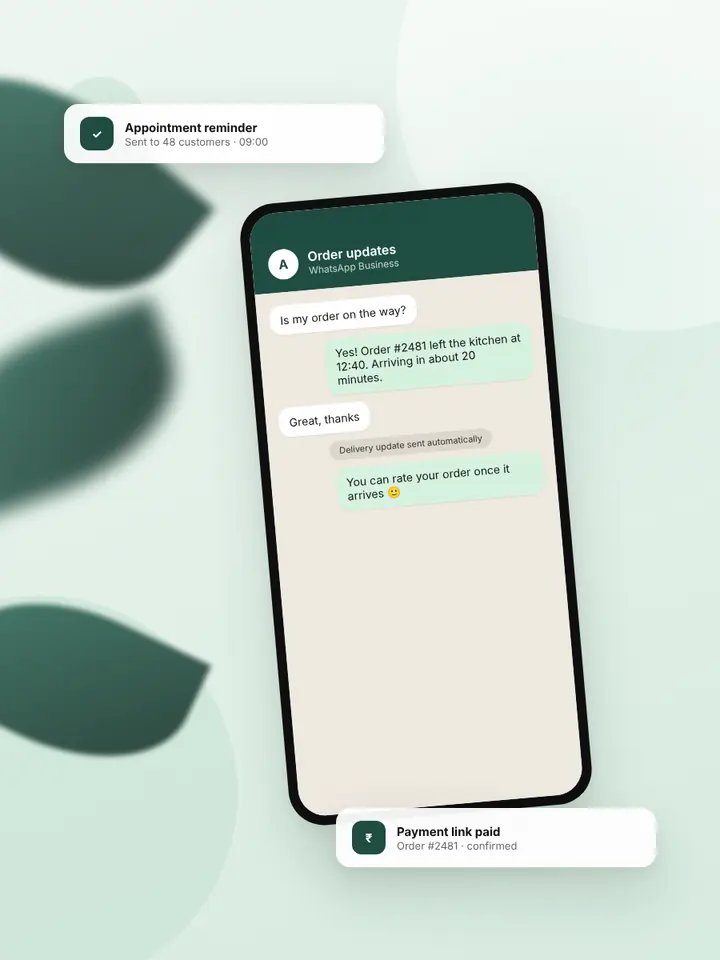 Appointment reminder
Sent to 48 customers · 09:00
A
Order updates
WhatsApp Business
Is my order on the way?
Yes! Order #2481 left the kitchen at
12:40. Arriving in about 20
minutes.
Great, thanks
Delivery update sent automatically
You can rate your order once it
arrives 🙂
₹
Payment link paid
Order #2481 · confirmed